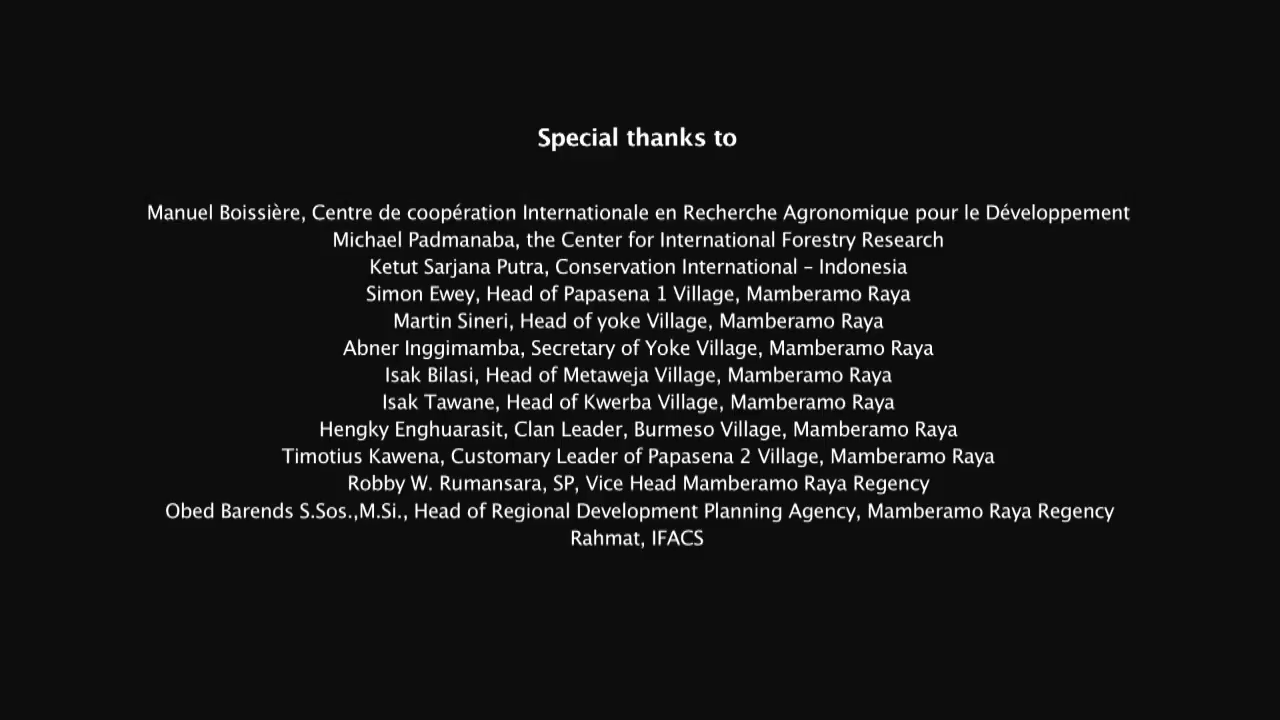 Special thanks to
Manuel Boissière, Centre de coopération Internationale en Recherche Agronomique pour le Développement
Michael Padmanaba, the Center for International Forestry Research
Ketut Sarjana Putra, Conservation International – Indonesia
Simon Ewey, Head of Papasena 1 Village, Mamberamo Raya
Martin Sineri, Head of yoke Village, Mamberamo Raya
Abner Inggimamba, Secretary of Yoke Village, Mamberamo Raya
Isak Bilasi, Head of Metaweja Village, Mamberamo Raya
Isak Tawane, Head of Kwerba Village, Mamberamo Raya
Hengky Enghuarasit, Clan Leader, Burmeso Village, Mamberamo Raya
Timotius Kawena, Customary Leader of Papasena 2 Village, Mamberamo Raya
Robby W. Rumansara, SP, Vice Head Mamberamo Raya Regency
Obed Barends S.Sos.,M.Si., Head of Regional Development Planning Agency, Mamberamo Raya Regency
Rahmat, IFACS